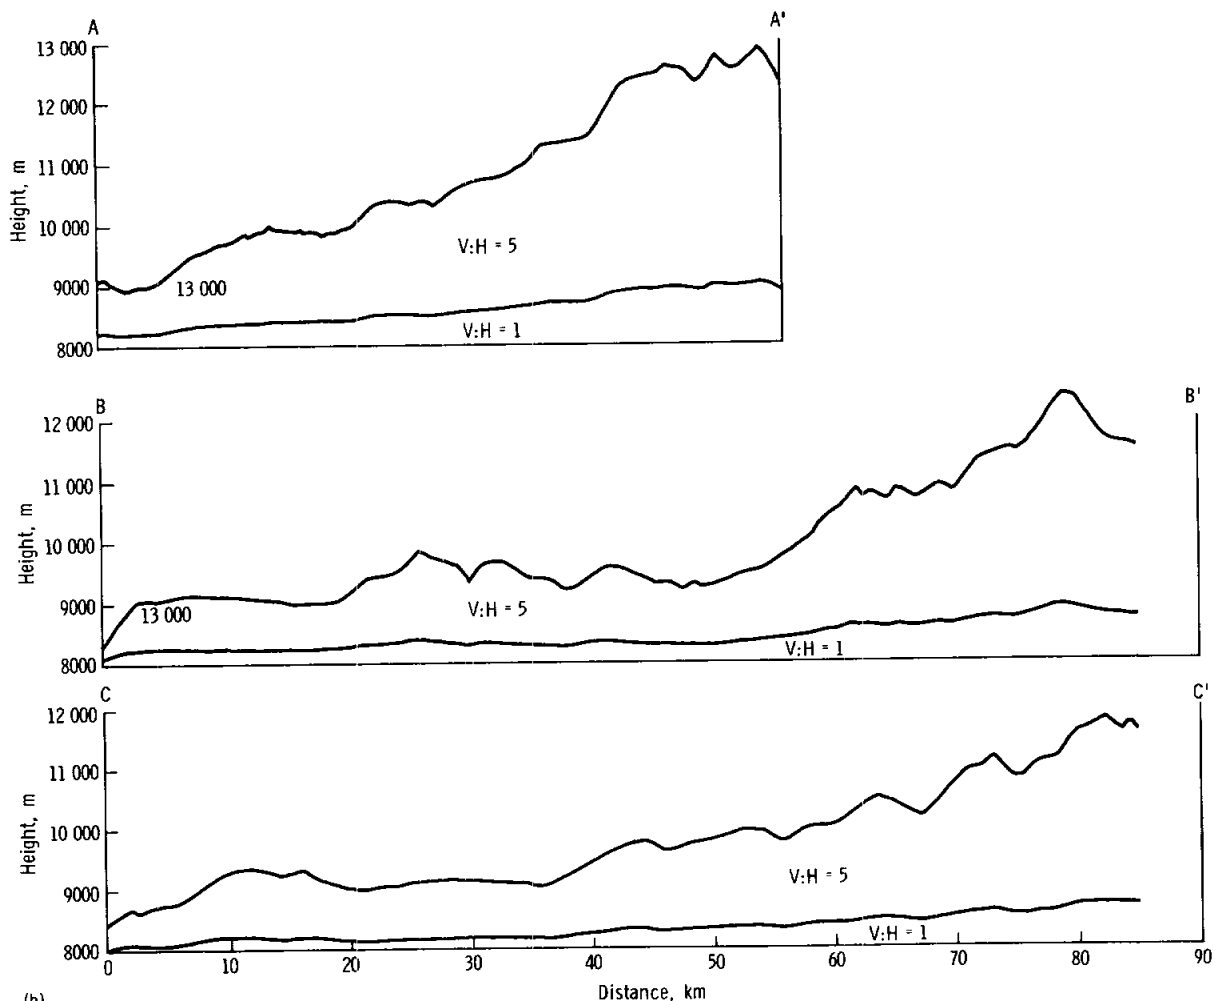 A
A'
13 000
12 000
11 000
10 000
9000
8000
Height, m
13 000
V:H = 5
V:H = 1
B
B'
12 000
11 000
10 000
9000
8000
Height, m
13 000
V:H = 5
V:H = 1
C
C'
12 000
11 000
10 000
9000
8000
Height, m
V:H = 5
V:H = 1
0 10 20 30 40 50 60 70 80 90
Distance, km
(b)